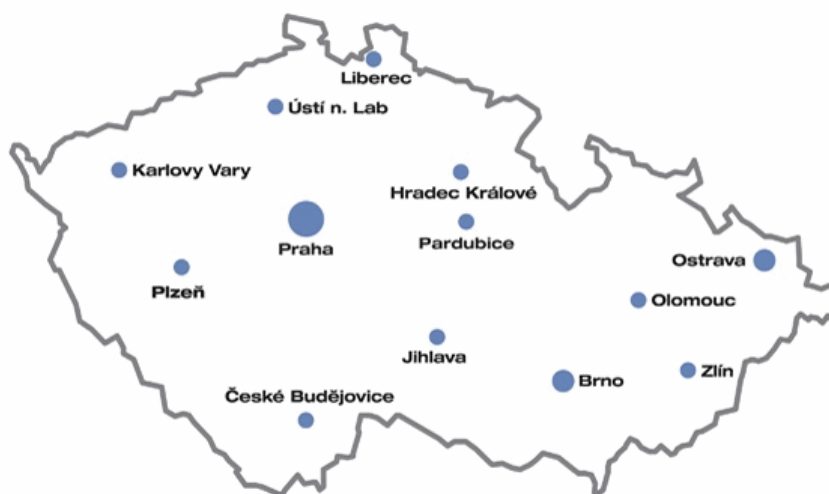 Liberec
Ústí n. Lab
Karlovy Vary
Hradec Králové
Praha
Pardubice
Ostrava
Plzeň
Olomouc
Jihlava
Zlín
Brno
České Budějovice